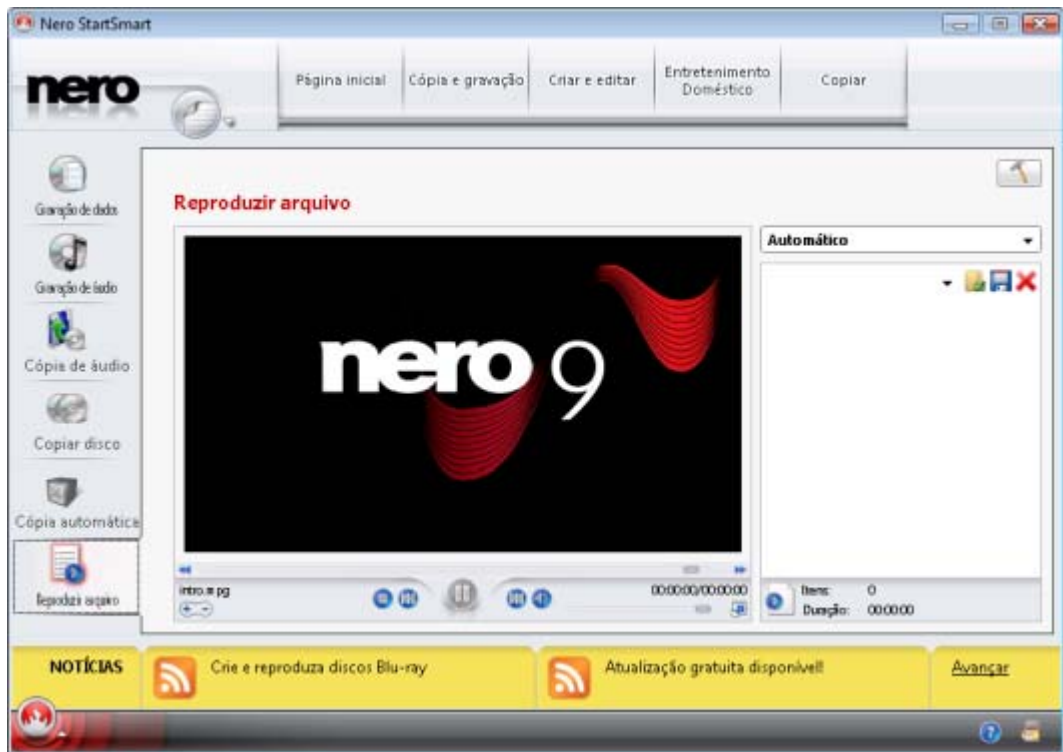 Nero StartSmart
nero
Página inicial
Cópia e gravação
Criar e editar
Entretenimento
Doméstico
Copiar
Gravação de dados
Gravação de áudio
Cópia de áudio
Copiar disco
Cópia automática
Reproduzir arquivo
Reproduzir arquivo
Automático
nero 9
intro.mpg
00:00:00/00:00:00
Itens: 0
Duração: 00:00:00
NOTÍCIAS
Crie e reproduza discos Blu-ray
Atualização gratuita disponível!
Avançar